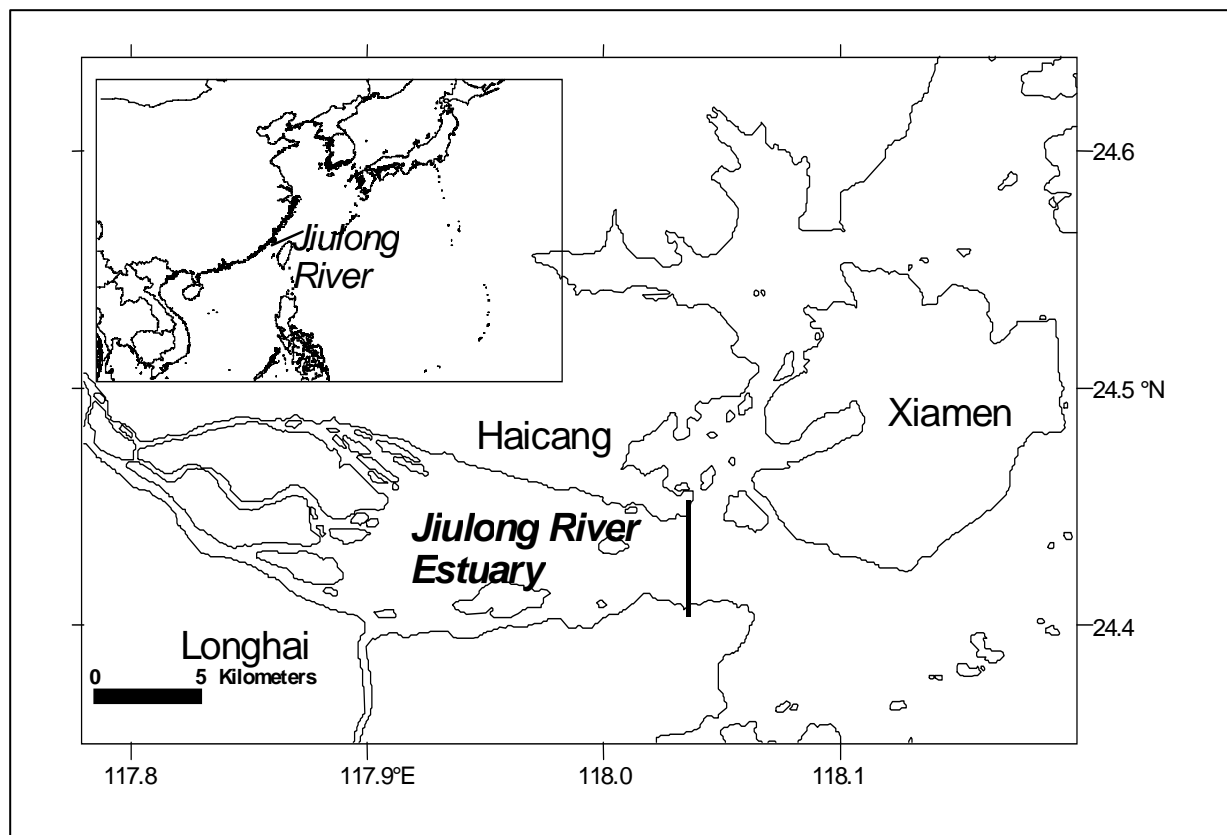 Jiulong
River
24.6
24.5 °N
Xiamen
Haicang
Jiulong River
Estuary
24.4
Longhai
0 5 Kilometers
117.8
117.9°E
118.0
118.1